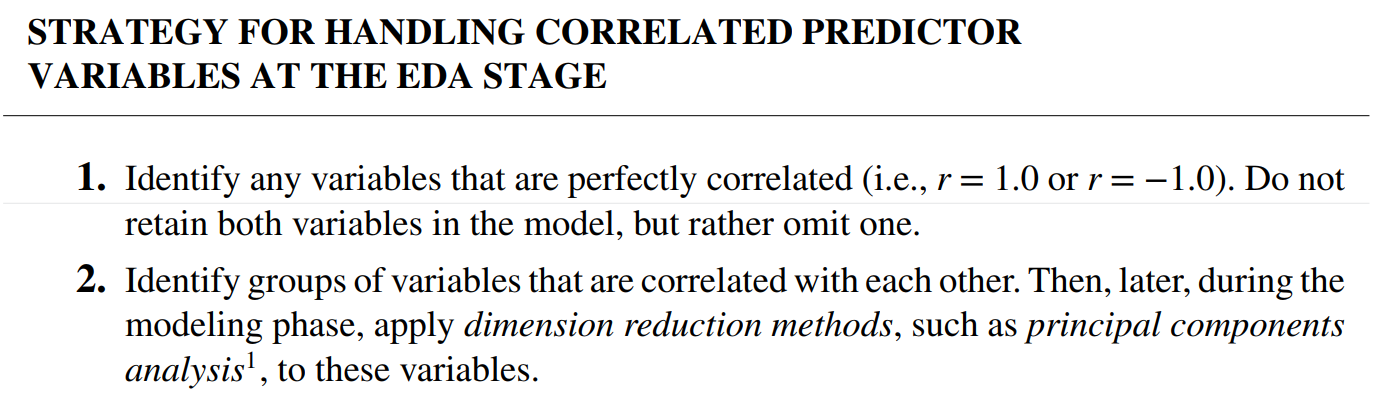 STRATEGY FOR HANDLING CORRELATED PREDICTOR
VARIABLES AT THE EDA STAGE
1. Identify any variables that are perfectly correlated (i.e., r = 1.0 or r = −1.0). Do not
retain both variables in the model, but rather omit one.
2. Identify groups of variables that are correlated with each other. Then, later, during the
modeling phase, apply dimension reduction methods, such as principal components
analysis¹, to these variables.